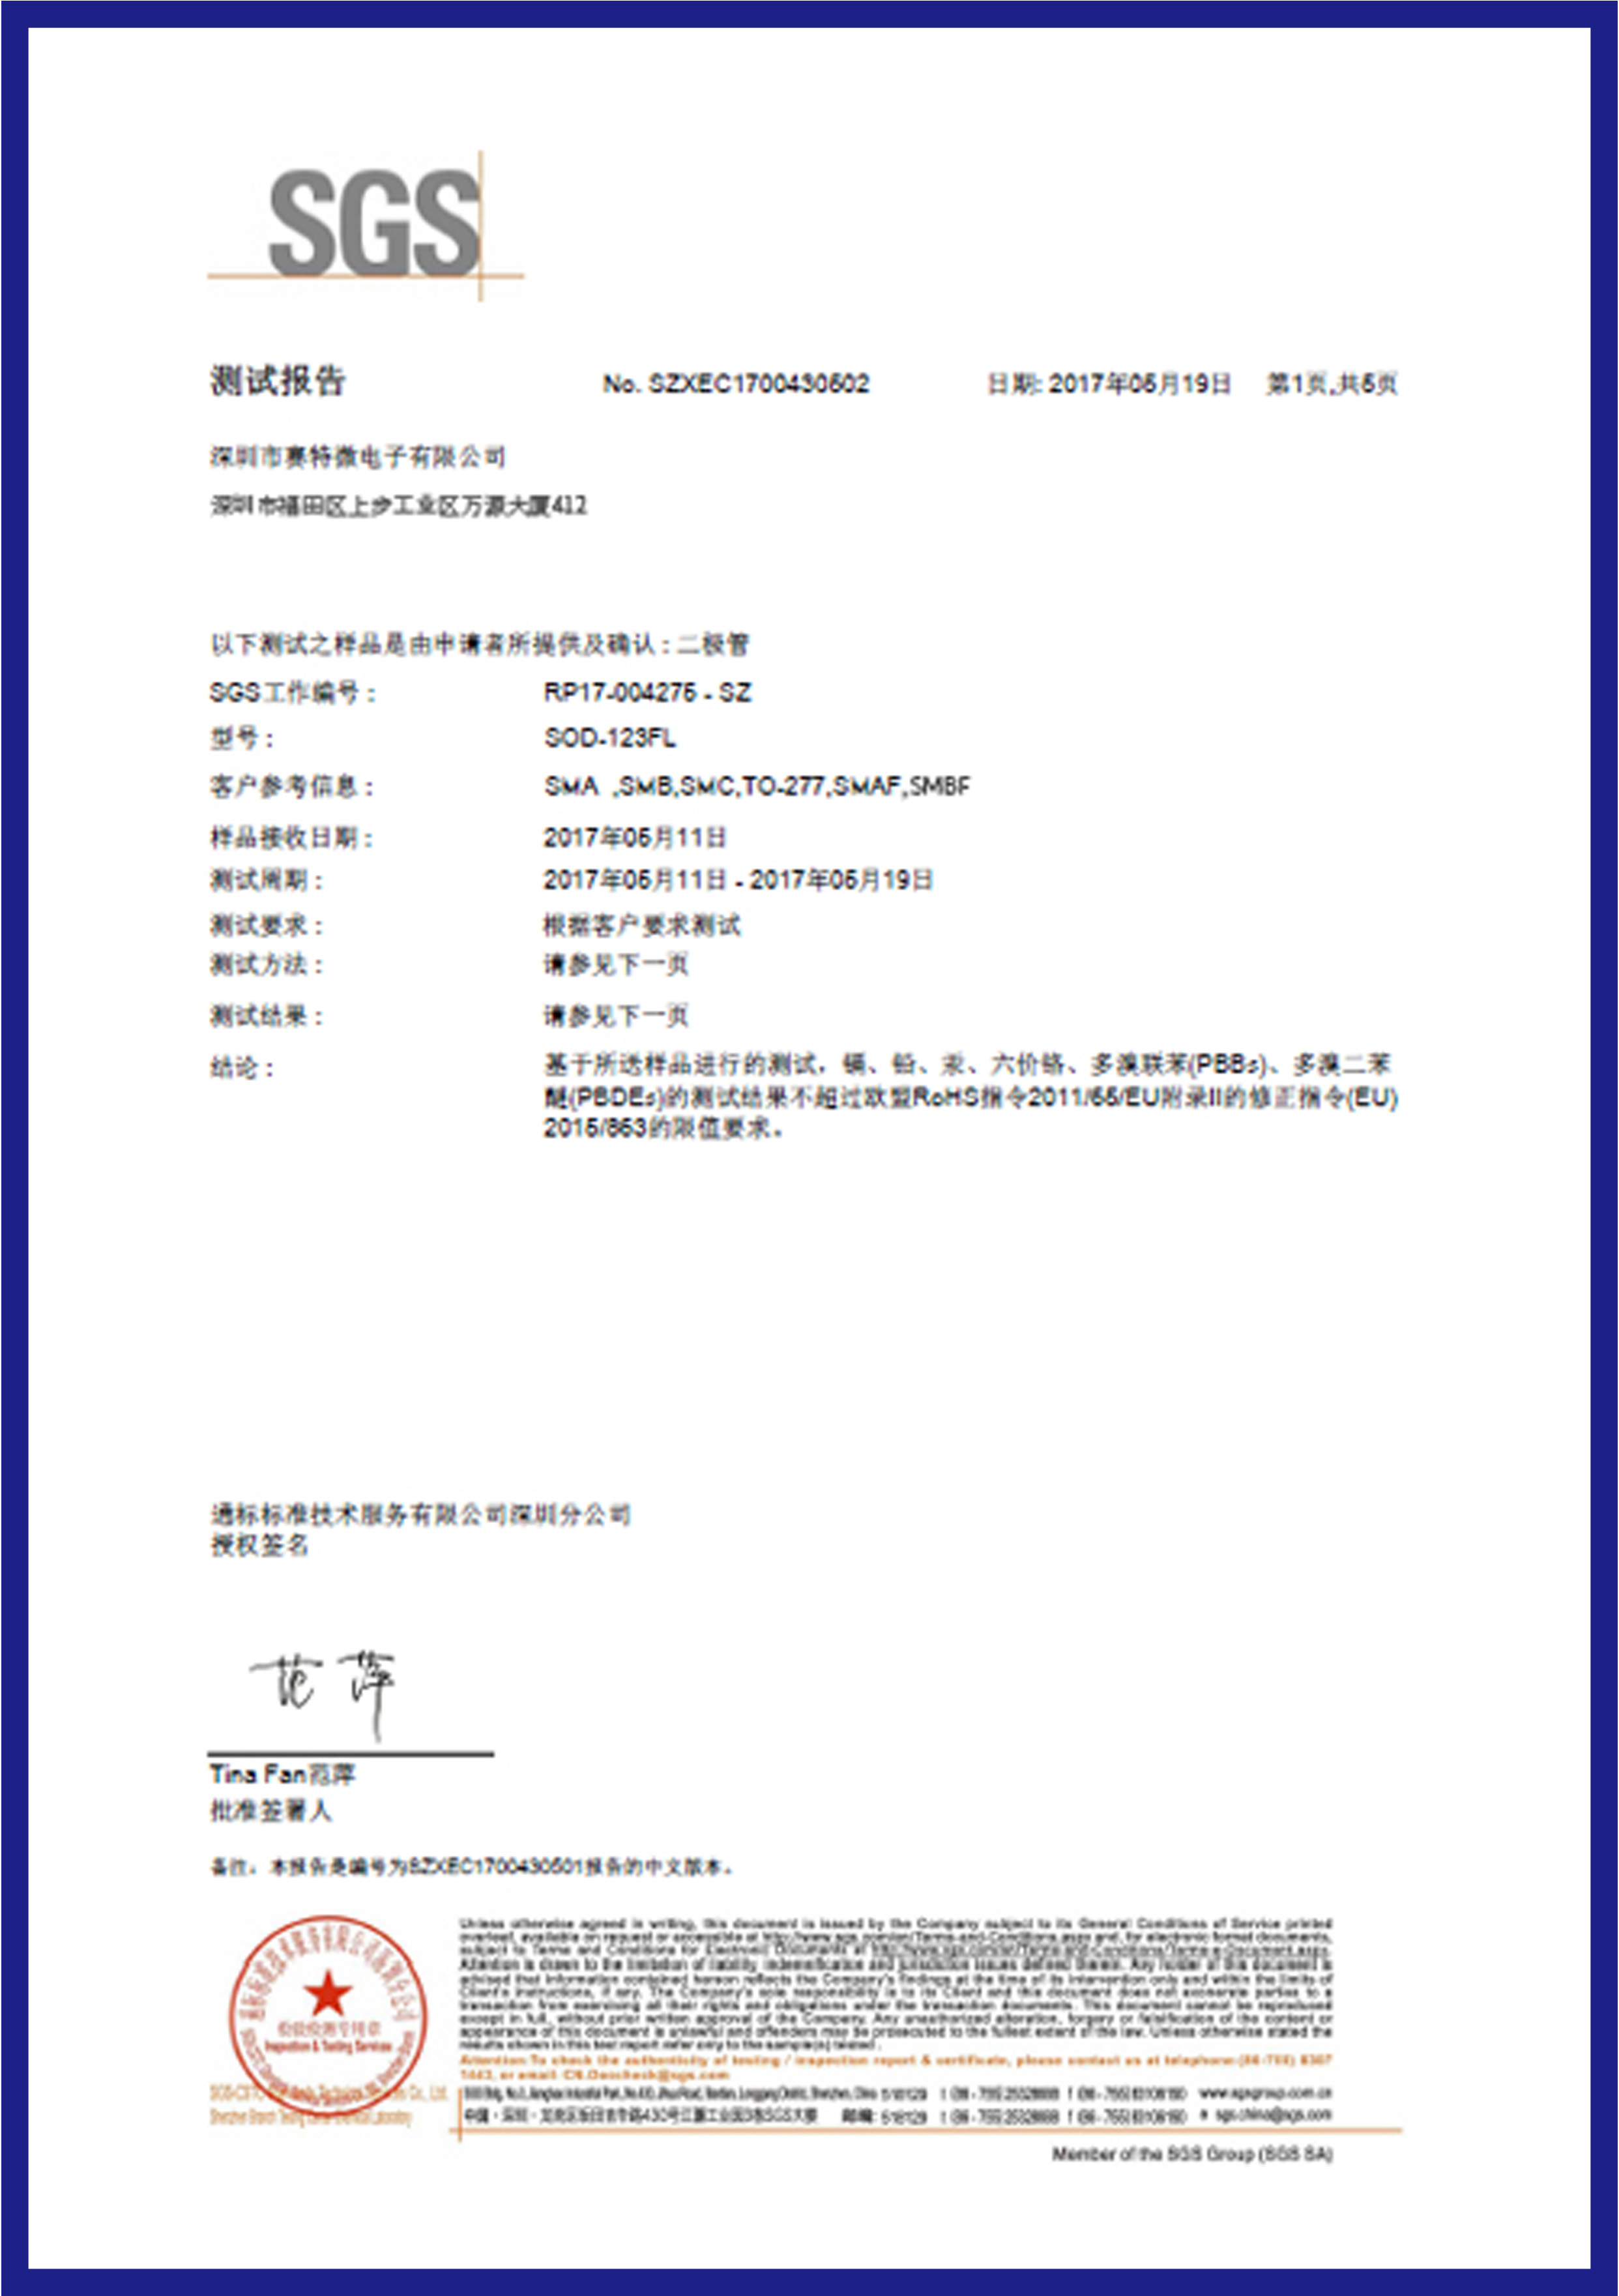 SGS
测试报告 No. SZXEC1700430502 日期: 2017年05月19日 第1页,共5页
深圳市赛特微电子有限公司
深圳市福田区上步工业区万源大厦412
以下测试之样品是由申请者所提供及确认 : 二极管
SGS工作编号 : RP17-004275 - SZ
型号 : SOD-123FL
客户参考信息 : SMA ,SMB,SMC,TO-277,SMAF,SMBF
样品接收日期 : 2017年05月11日
测试周期 : 2017年05月11日 - 2017年05月19日
测试要求 : 根据客户要求测试
测试方法 : 请参见下一页
测试结果 : 请参见下一页
结论 : 基于所送样品进行的测试，镉、铅、汞、六价铬、多溴联苯(PBBs)、多溴二苯
醚(PBDEs)的测试结果不超过欧盟RoHS指令2011/65/EU附录II的修正指令(EU)
2015/863的限值要求。
通标标准技术服务有限公司深圳分公司
授权签名
范萍
Tina Fan范萍
批准签署人
备注：本报告是编号为SZXEC1700430501报告的中文版本。
通标标准技术服务有限公司深圳分公司
检验检测专用章
Inspection & Testing Services
Unless otherwise agreed in writing, this document is issued by the Company subject to its General Conditions of Service printed
overleaf, available on request or accessible at http://www.sgs.com/en/Terms-and-Conditions.aspx and, for electronic format documents,
subject to Terms and Conditions for Electronic Documents at http://www.sgs.com/en/Terms-and-Conditions/Terms-e-Document.aspx.
Attention is drawn to the limitation of liability, indemnification and jurisdiction issues defined therein. Any holder of this document is
advised that information contained hereon reflects the Company's findings at the time of its intervention only and within the limits of
Client's instructions, if any. The Company's sole responsibility is to its Client and this document does not exonerate parties to a
transaction from exercising all their rights and obligations under the transaction documents. This document cannot be reproduced
except in full, without prior written approval of the Company. Any unauthorized alteration, forgery or falsification of the content or
appearance of this document is unlawful and offenders may be prosecuted to the fullest extent of the law. Unless otherwise stated the
results shown in this test report refer only to the sample(s) tested .
Attention:To check the authenticity of testing / inspection report & certificate, please contact us at telephone:(86-755) 8307
1443, or email: CN.Doccheck@sgs.com
518129 www.sgsgroup.com.cn
中国・深圳・ 邮编: 518129 e sgs.china@sgs.com
Member of the SGS Group (SGS SA)